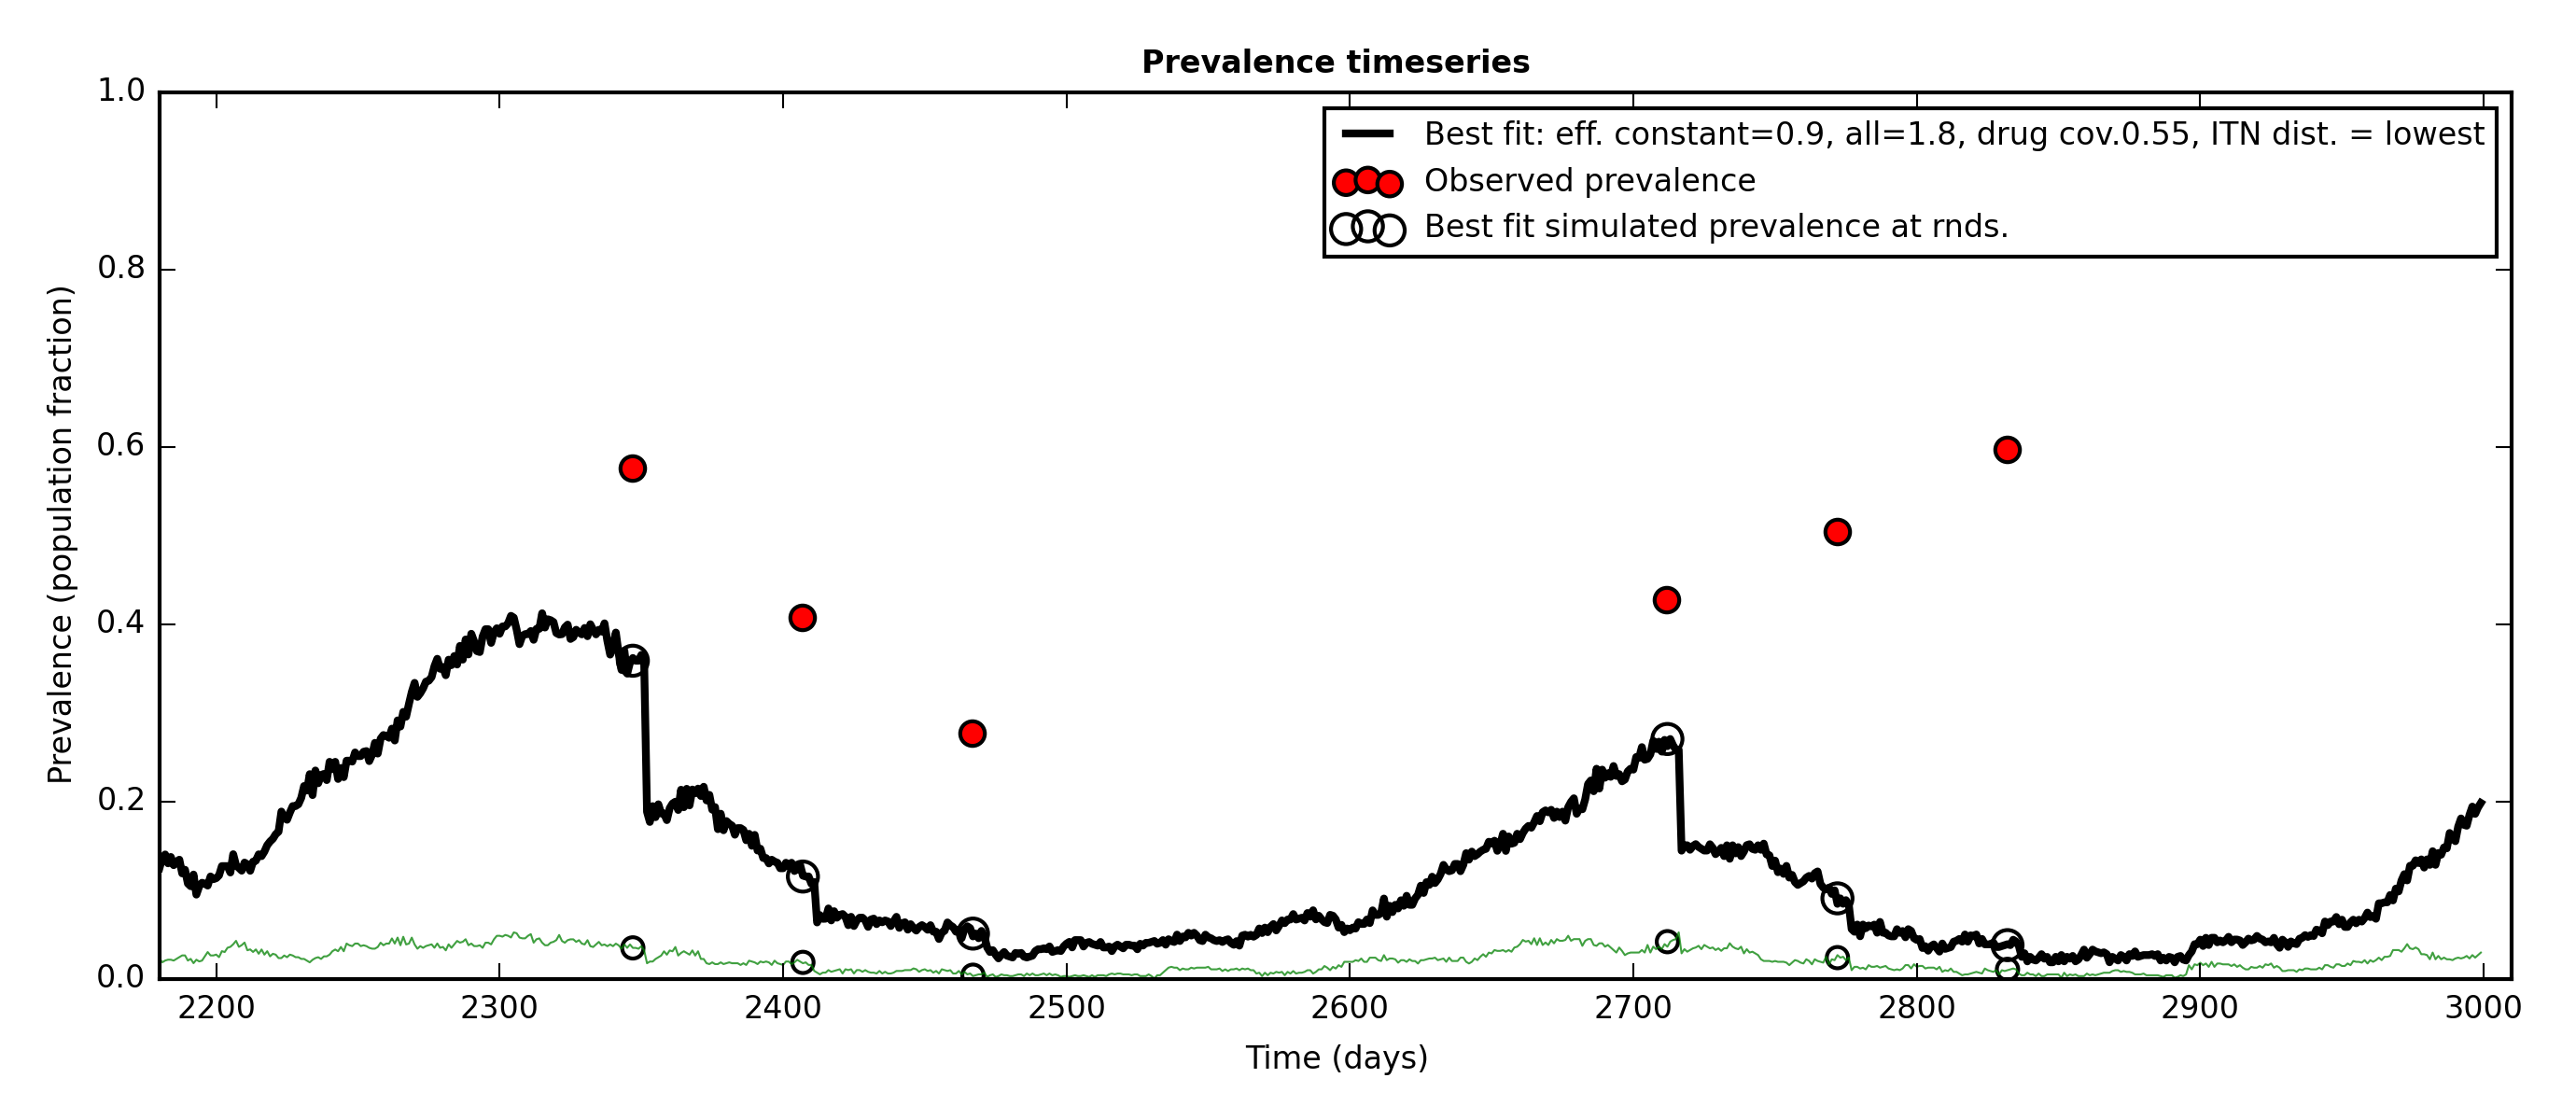 Prevalence timeseries
1.0
0.8
0.6
0.4
0.2
0.0
Prevalence (population fraction)
Best fit: eff. constant=0.9, all=1.8, drug cov.0.55, ITN dist. = lowest
Observed prevalence
Best fit simulated prevalence at rnds.
2200 2300 2400 2500 2600 2700 2800 2900 3000
Time (days)